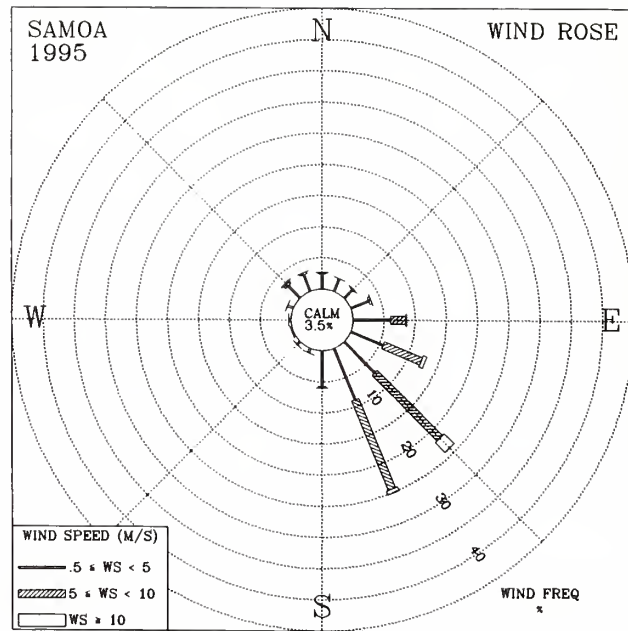 SAMOA
1995
N
WIND ROSE
W
CALM
3.5%
E
10
20
30
40
S
WIND SPEED (M/S)
.5 ≤ WS < 5
5 ≤ WS < 10
WS ≥ 10
WIND FREQ
%